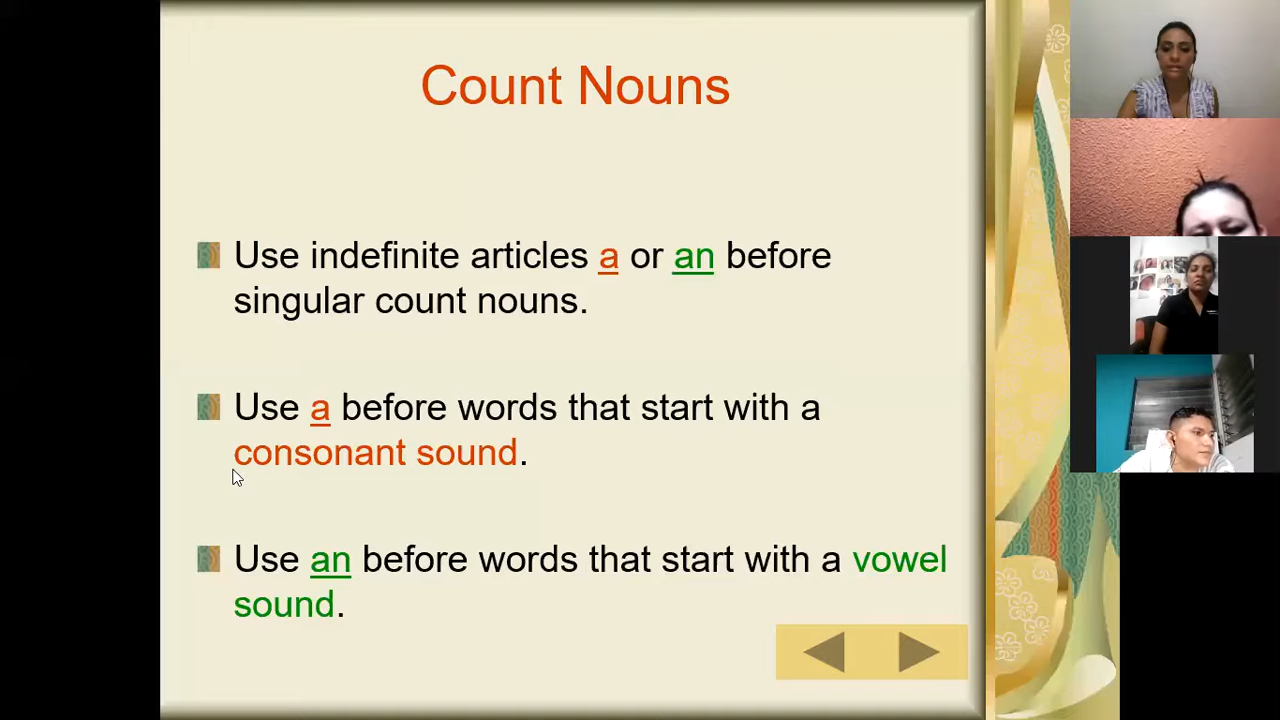 Count Nouns
Use indefinite articles a or an before
singular count nouns.
Use a before words that start with a
consonant sound.
Use an before words that start with a vowel
sound.